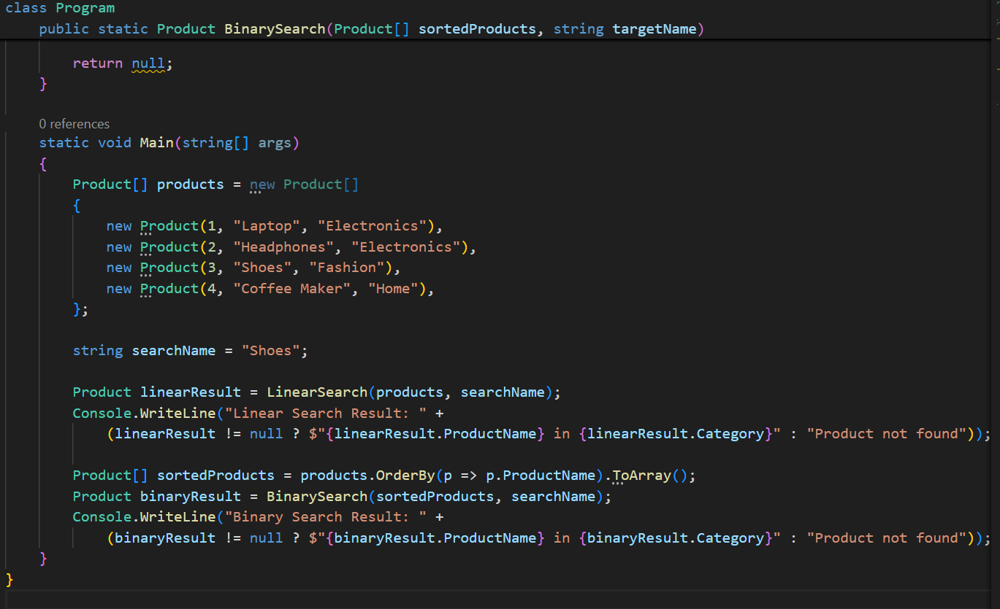 class Program
    public static Product BinarySearch(Product[] sortedProducts, string targetName)
        return null;
    }
    0 references
    static void Main(string[] args)
    {
        Product[] products = new Product[]
        {
            new Product(1, "Laptop", "Electronics"),
            new Product(2, "Headphones", "Electronics"),
            new Product(3, "Shoes", "Fashion"),
            new Product(4, "Coffee Maker", "Home"),
        };
        string searchName = "Shoes";
        Product linearResult = LinearSearch(products, searchName);
        Console.WriteLine("Linear Search Result: " +
            (linearResult != null ? $"{linearResult.ProductName} in {linearResult.Category}" : "Product not found"));
        Product[] sortedProducts = products.OrderBy(p => p.ProductName).ToArray();
        Product binaryResult = BinarySearch(sortedProducts, searchName);
        Console.WriteLine("Binary Search Result: " +
            (binaryResult != null ? $"{binaryResult.ProductName} in {binaryResult.Category}" : "Product not found"));
    }
}